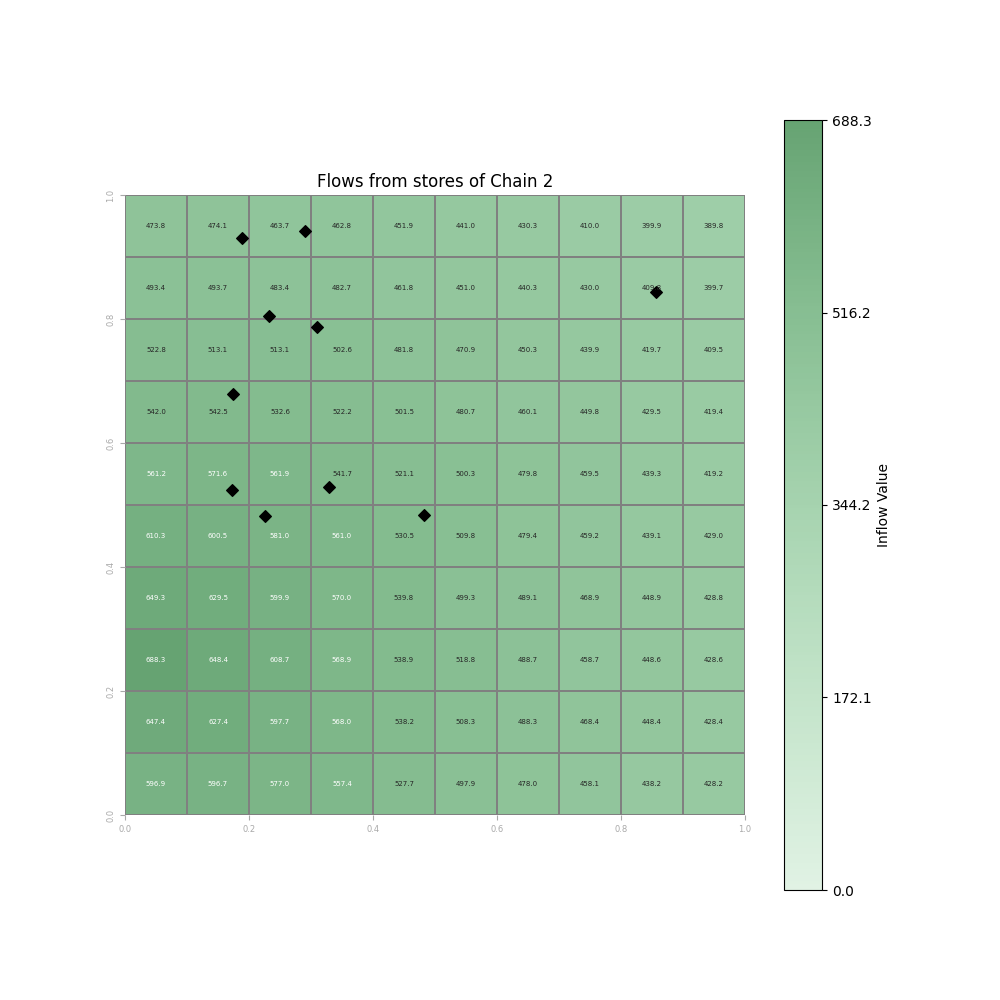 Flows from stores of Chain 2
1.0
473.8 474.1 463.7 462.8 451.9 441.0 430.3 410.0 399.9 389.8
493.4 493.7 483.4 482.7 461.8 451.0 440.3 430.0 399.7
0.8
522.8 513.1 513.1 502.6 481.8 470.9 450.3 439.9 419.7 409.5
542.0 542.5 532.6 522.2 501.5 480.7 460.1 449.8 429.5 419.4
0.6
561.2 571.6 561.9 541.7 521.1 500.3 479.8 459.5 439.3 419.2
610.3 600.5 581.0 561.0 530.5 509.8 479.4 459.2 439.1 429.0
0.4
649.3 629.5 599.9 570.0 539.8 499.3 489.1 468.9 448.9 428.8
688.3 648.4 608.7 568.9 538.9 518.8 488.7 458.7 448.6 428.6
0.2
647.4 627.4 597.7 568.0 538.2 508.3 488.3 468.4 448.4 428.4
596.9 596.7 577.0 557.4 527.7 497.9 478.0 458.1 438.2 428.2
0.0
0.0 0.2 0.4 0.6 0.8 1.0
688.3
516.2
344.2
172.1
0.0
Inflow Value